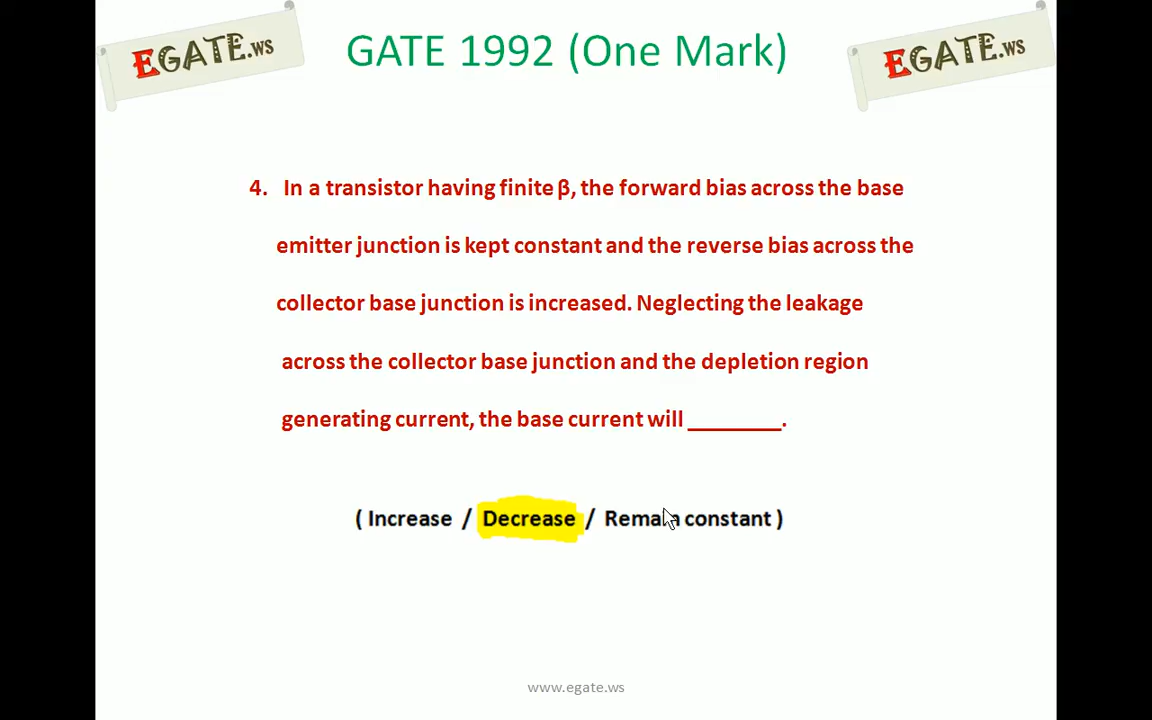 EGATE.ws
GATE 1992 (One Mark)
EGATE.ws
4. In a transistor having finite β, the forward bias across the base
emitter junction is kept constant and the reverse bias across the
collector base junction is increased. Neglecting the leakage
across the collector base junction and the depletion region
generating current, the base current will ________.
( Increase / Decrease / Remain constant )
www.egate.ws